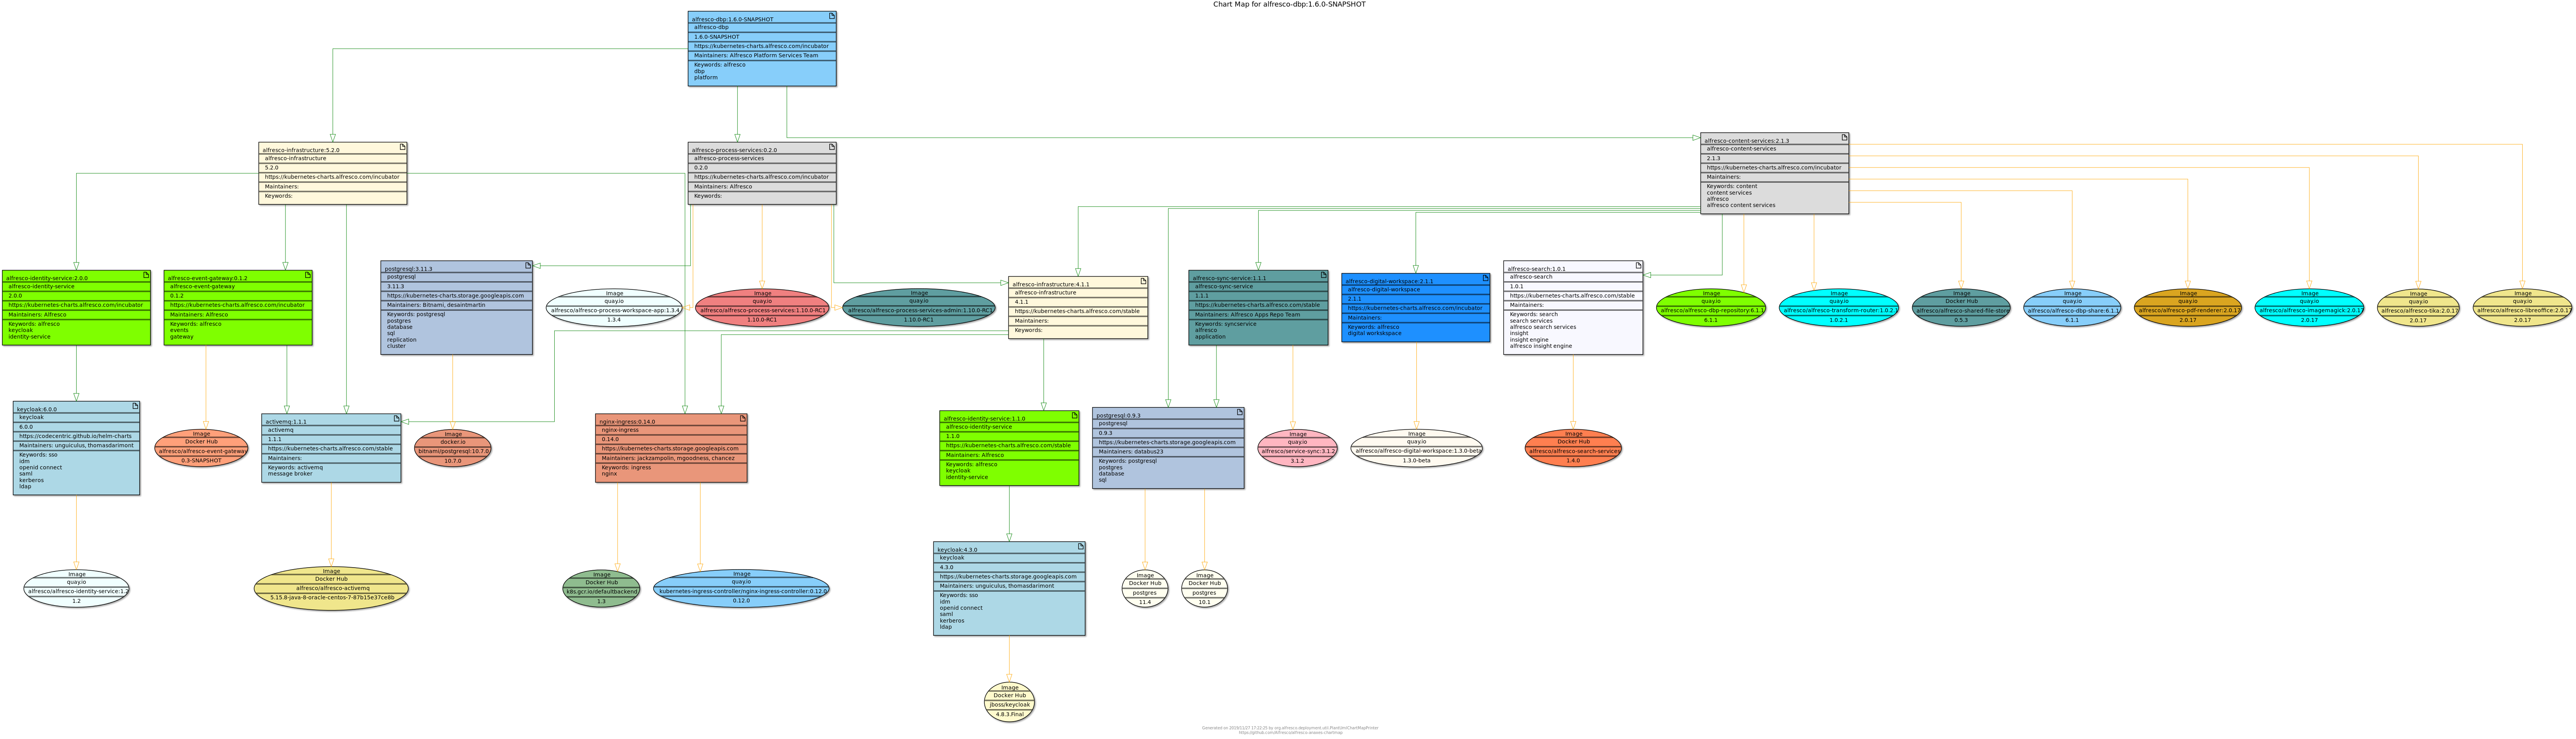 Chart Map for alfresco-dbp:1.6.0-SNAPSHOT
alfresco-dbp:1.6.0-SNAPSHOT
alfresco-dbp
1.6.0-SNAPSHOT
https://kubernetes-charts.alfresco.com/incubator
Maintainers: Alfresco Platform Services Team
Keywords: alfresco
dbp
platform
alfresco-infrastructure:5.2.0
alfresco-infrastructure
5.2.0
https://kubernetes-charts.alfresco.com/incubator
Maintainers:
Keywords:
alfresco-process-services:0.2.0
alfresco-process-services
0.2.0
https://kubernetes-charts.alfresco.com/incubator
Maintainers: Alfresco
Keywords:
alfresco-content-services:2.1.3
alfresco-content-services
2.1.3
https://kubernetes-charts.alfresco.com/incubator
Maintainers:
Keywords: content
content services
alfresco
alfresco content services
alfresco-identity-service:2.0.0
alfresco-identity-service
2.0.0
https://kubernetes-charts.alfresco.com/incubator
Maintainers: Alfresco
Keywords: alfresco
keycloak
identity-service
alfresco-event-gateway:0.1.2
alfresco-event-gateway
0.1.2
https://kubernetes-charts.alfresco.com/incubator
Maintainers: Alfresco
Keywords: alfresco
events
gateway
postgresql:3.11.3
postgresql
3.11.3
https://kubernetes-charts.storage.googleapis.com
Maintainers: Bitnami, desaintmartin
Keywords: postgresql
postgres
database
sql
replication
cluster
Image
quay.io
alfresco/alfresco-process-workspace-app:1.3.4
1.3.4
Image
quay.io
alfresco/alfresco-process-services:1.10.0-RC1
1.10.0-RC1
Image
quay.io
alfresco/alfresco-process-services-admin:1.10.0-RC1
1.10.0-RC1
alfresco-infrastructure:4.1.1
alfresco-infrastructure
4.1.1
https://kubernetes-charts.alfresco.com/stable
Maintainers:
Keywords:
alfresco-sync-service:1.1.1
alfresco-sync-service
1.1.1
https://kubernetes-charts.alfresco.com/stable
Maintainers: Alfresco Apps Repo Team
Keywords: syncservice
alfresco
application
alfresco-digital-workspace:2.1.1
alfresco-digital-workspace
2.1.1
https://kubernetes-charts.alfresco.com/incubator
Maintainers:
Keywords: alfresco
digital workskpace
alfresco-search:1.0.1
alfresco-search
1.0.1
https://kubernetes-charts.alfresco.com/stable
Maintainers:
Keywords: search
search services
alfresco search services
insight
insight engine
alfresco insight engine
Image
quay.io
alfresco/alfresco-dbp-repository:6.1.1
6.1.1
Image
quay.io
alfresco/alfresco-transform-router:1.0.2.1
1.0.2.1
Image
Docker Hub
alfresco/alfresco-shared-file-store
0.5.3
Image
quay.io
alfresco/alfresco-dbp-share:6.1.1
6.1.1
Image
quay.io
alfresco/alfresco-pdf-renderer:2.0.17
2.0.17
Image
quay.io
alfresco/alfresco-imagemagick:2.0.17
2.0.17
Image
quay.io
alfresco/alfresco-tika:2.0.17
2.0.17
Image
quay.io
alfresco/alfresco-libreoffice:2.0.17
2.0.17
keycloak:6.0.0
keycloak
6.0.0
https://codecentric.github.io/helm-charts
Maintainers: unguiculus, thomasdarimont
Keywords: sso
idm
openid connect
saml
kerberos
ldap
Image
Docker Hub
alfresco/alfresco-event-gateway
0.3-SNAPSHOT
activemq:1.1.1
activemq
1.1.1
https://kubernetes-charts.alfresco.com/stable
Maintainers:
Keywords: activemq
message broker
Image
docker.io
bitnami/postgresql:10.7.0
10.7.0
nginx-ingress:0.14.0
nginx-ingress
0.14.0
https://kubernetes-charts.storage.googleapis.com
Maintainers: jackzampolin, mgoodness, chancez
Keywords: ingress
nginx
alfresco-identity-service:1.1.0
alfresco-identity-service
1.1.0
https://kubernetes-charts.alfresco.com/stable
Maintainers: Alfresco
Keywords: alfresco
keycloak
identity-service
postgresql:0.9.3
postgresql
0.9.3
https://kubernetes-charts.storage.googleapis.com
Maintainers: databus23
Keywords: postgresql
postgres
database
sql
Image
quay.io
alfresco/service-sync:3.1.2
3.1.2
Image
quay.io
alfresco/alfresco-digital-workspace:1.3.0-beta
1.3.0-beta
Image
Docker Hub
alfresco/alfresco-search-services
1.4.0
Image
quay.io
alfresco/alfresco-identity-service:1.2
1.2
Image
Docker Hub
alfresco/alfresco-activemq
5.15.8-java-8-oracle-centos-7-87b15e37ce8b
Image
Docker Hub
k8s.gcr.io/defaultbackend
1.3
Image
quay.io
kubernetes-ingress-controller/nginx-ingress-controller:0.12.0
0.12.0
keycloak:4.3.0
keycloak
4.3.0
https://kubernetes-charts.storage.googleapis.com
Maintainers: unguiculus, thomasdarimont
Keywords: sso
idm
openid connect
saml
kerberos
ldap
Image
Docker Hub
postgres
11.4
Image
Docker Hub
postgres
10.1
Image
Docker Hub
jboss/keycloak
4.8.3.Final
Generated on 2019/11/27 17:22:25 by org.alfresco.deployment.util.PlantUmlChartMapPrinter
https://github.com/Alfresco/alfresco-anaxes-chartmap